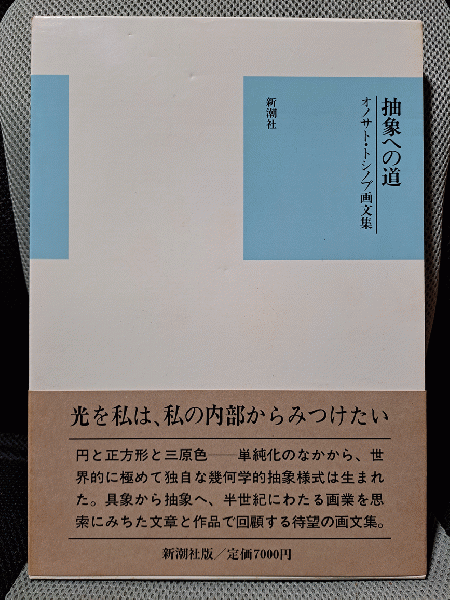 抽象への道
オノサト・トシノブ画文集
新潮社
光を私は、私の内部からみつけたい
円と正方形と三原色──単純化のなかから、世
界的に極めて独自な幾何学的抽象様式は生まれ
た。具象から抽象へ、半世紀にわたる画業を思
索にみちた文章と作品で回顧する待望の画文集。
新潮社版／定価7000円